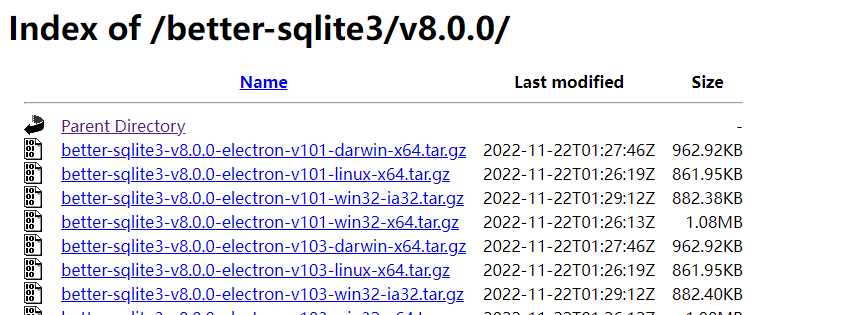 Index of /better-sqlite3/v8.0.0/
Name Last modified Size
Parent Directory -
better-sqlite3-v8.0.0-electron-v101-darwin-x64.tar.gz 2022-11-22T01:27:46Z 962.92KB
better-sqlite3-v8.0.0-electron-v101-linux-x64.tar.gz 2022-11-22T01:26:19Z 861.95KB
better-sqlite3-v8.0.0-electron-v101-win32-ia32.tar.gz 2022-11-22T01:29:12Z 882.38KB
better-sqlite3-v8.0.0-electron-v101-win32-x64.tar.gz 2022-11-22T01:26:13Z 1.08MB
better-sqlite3-v8.0.0-electron-v103-darwin-x64.tar.gz 2022-11-22T01:27:46Z 962.92KB
better-sqlite3-v8.0.0-electron-v103-linux-x64.tar.gz 2022-11-22T01:26:19Z 861.95KB
better-sqlite3-v8.0.0-electron-v103-win32-ia32.tar.gz 2022-11-22T01:29:12Z 882.40KB